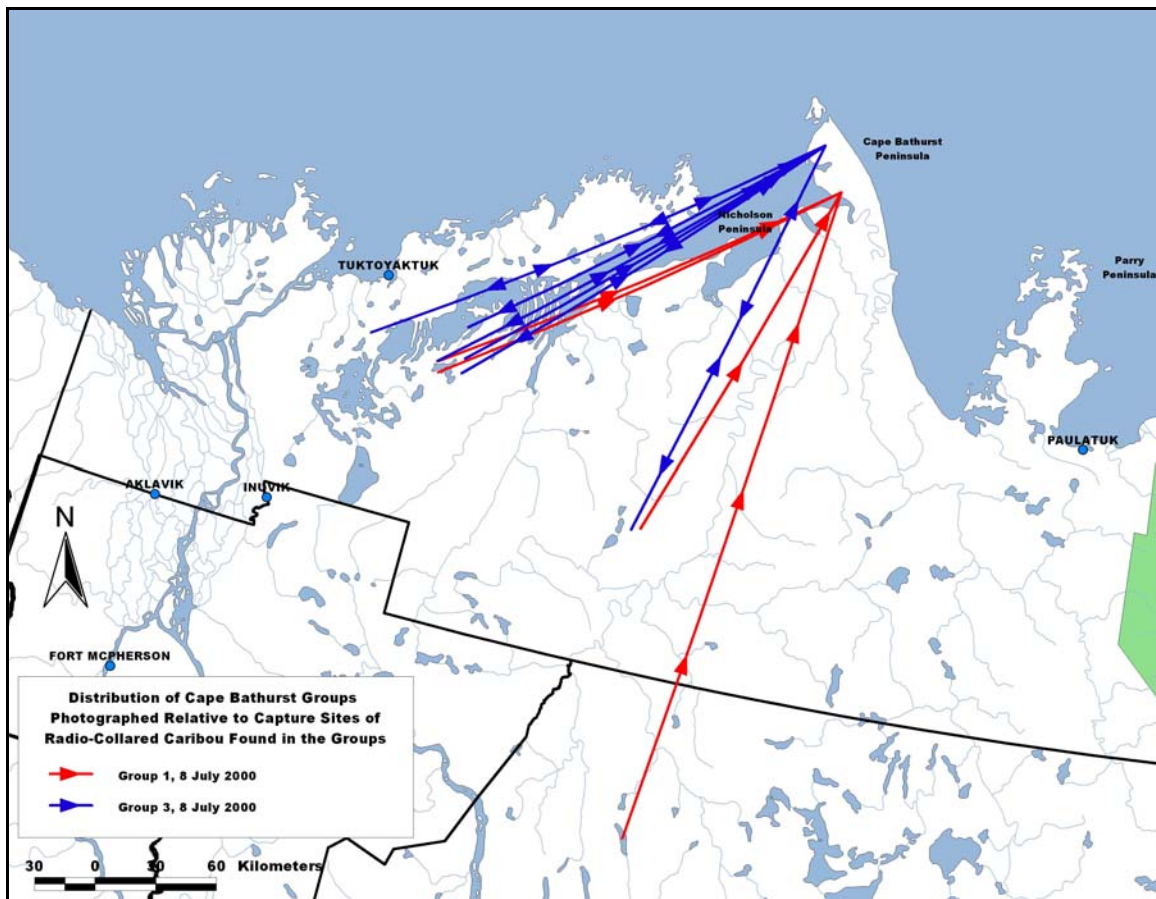 Cape Bathurst
Peninsula
Nicholson
Peninsula
Parry
Peninsula
TUKTOYAKTUK
PAULATUK
AKLAVIK
INUVIK
N
FORT MCPHERSON
Distribution of Cape Bathurst Groups
Photographed Relative to Capture Sites of
Radio-Collared Caribou Found in the Groups
Group 1, 8 July 2000
Group 3, 8 July 2000
30 0 30 60 Kilometers